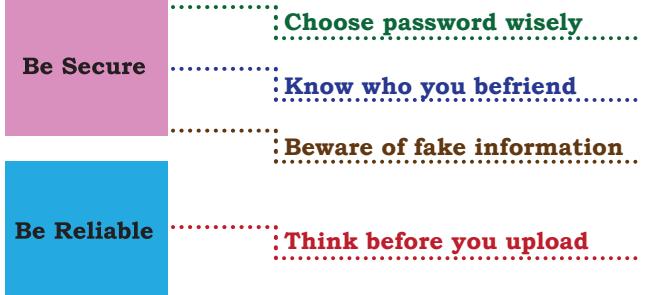 Be Secure
Choose password wisely
Know who you befriend
Beware of fake information
Be Reliable
Think before you upload